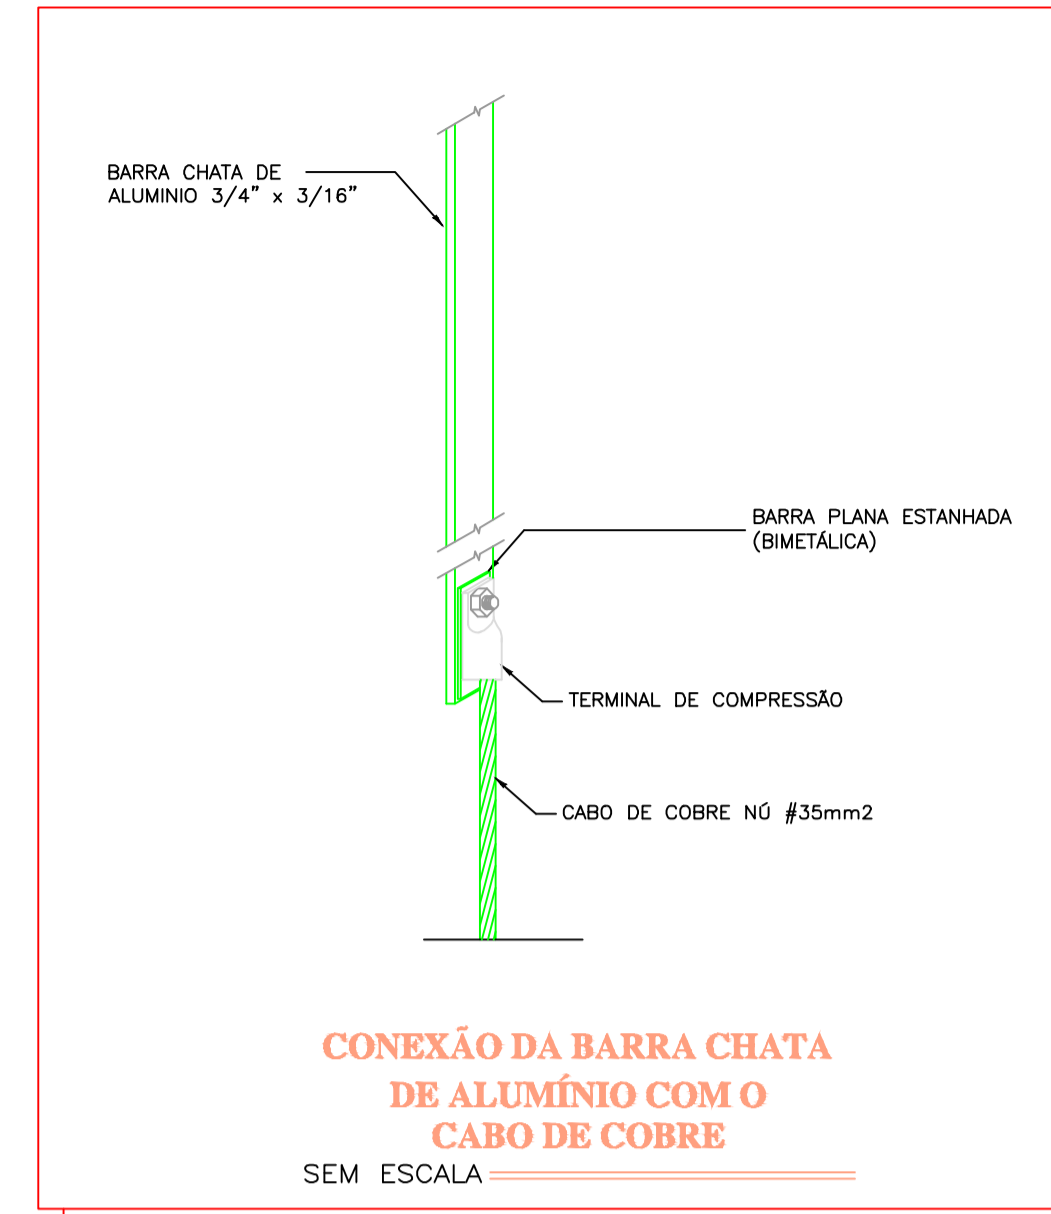 BARRA CHATA DE
ALUMINIO 3/4” x 3/16”
BARRA PLANA ESTANHADA
(BIMETÁLICA)
TERMINAL DE COMPRESSÃO
CABO DE COBRE NÚ #35mm2
CONEXÃO DA BARRA CHATA
DE ALUMÍNIO COM O
CABO DE COBRE
SEM ESCALA